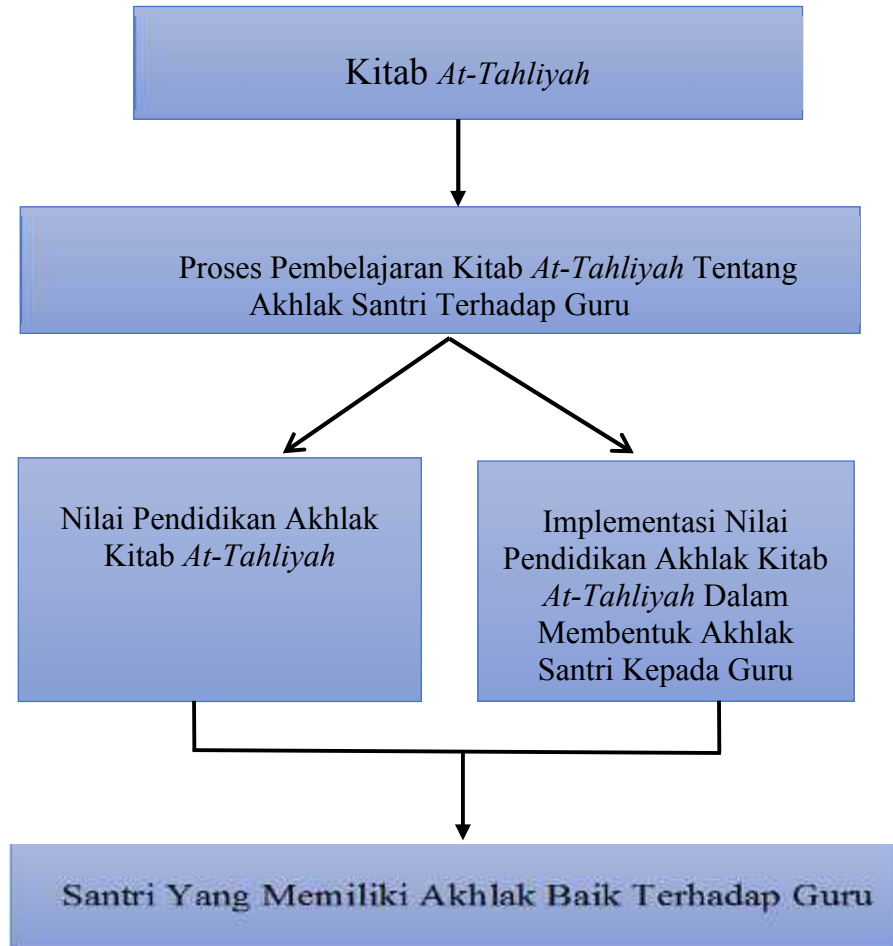 Kitab At-Tahliyah
Proses Pembelajaran Kitab At-Tahliyah Tentang
Akhlak Santri Terhadap Guru
Nilai Pendidikan Akhlak
Kitab At-Tahliyah
Implementasi Nilai
Pendidikan Akhlak Kitab
At-Tahliyah Dalam
Membentuk Akhlak
Santri Kepada Guru
Santri Yang Memiliki Akhlak Baik Terhadap Guru